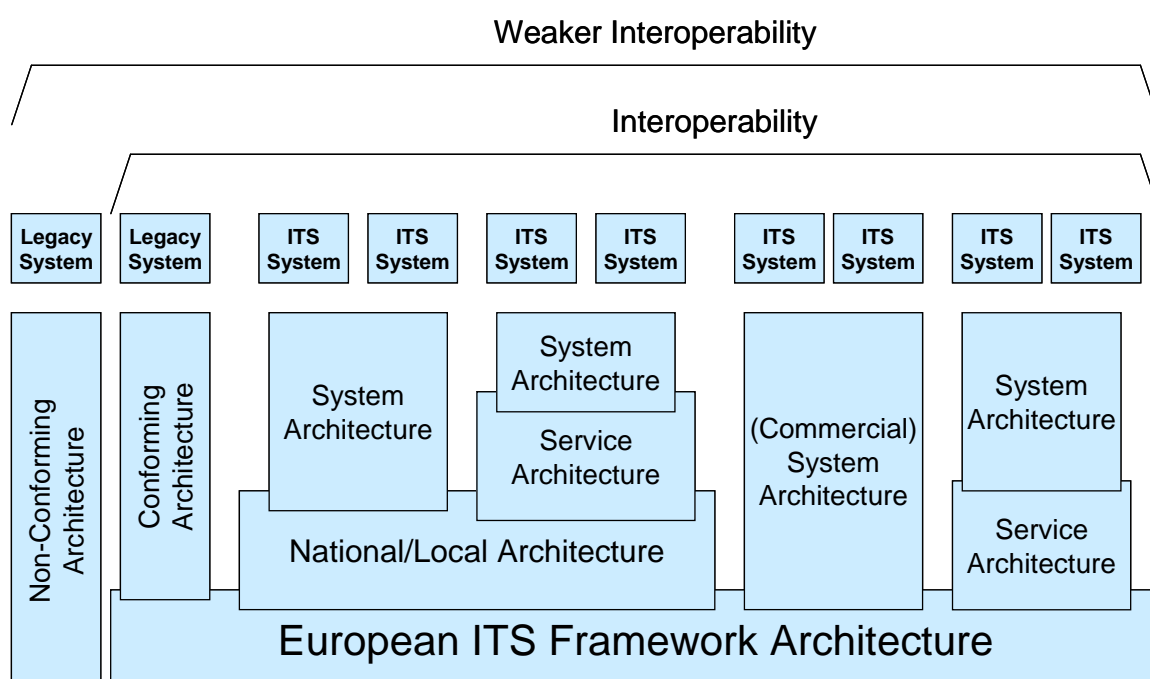 Weaker Interoperability
Interoperability
Legacy
System
Legacy
System
ITS
System
ITS
System
ITS
System
ITS
System
ITS
System
ITS
System
ITS
System
ITS
System
Non-Conforming
Architecture
Conforming
Architecture
System
Architecture
System
Architecture
Service
Architecture
National/Local Architecture
(Commercial)
System
Architecture
System
Architecture
Service
Architecture
European ITS Framework Architecture